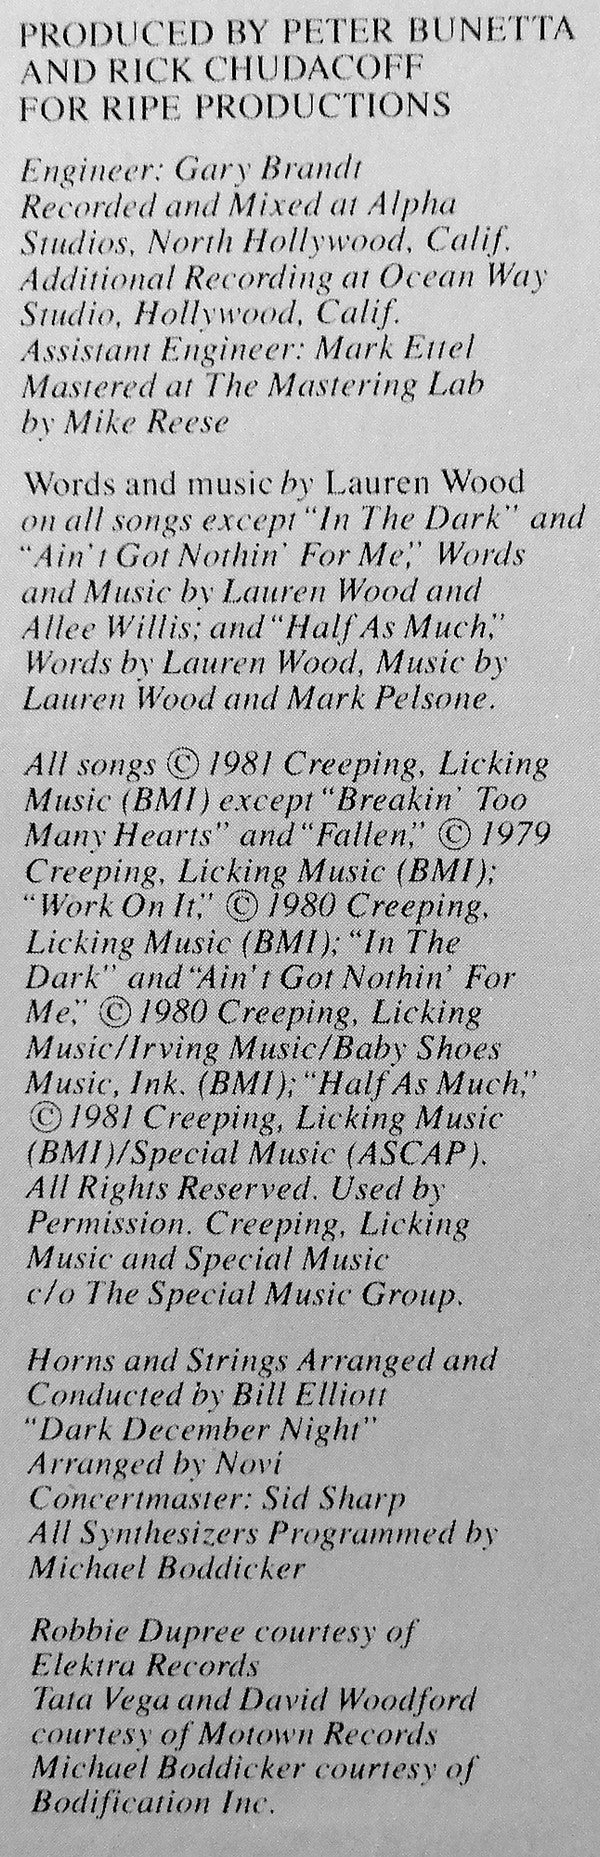 PRODUCED BY PETER BUNETTA
AND RICK CHUDACOFF
FOR RIPE PRODUCTIONS
Engineer: Gary Brandt
Recorded and Mixed at Alpha
Studios, North Hollywood, Calif.
Additional Recording at Ocean Way
Studio, Hollywood, Calif.
Assistant Engineer: Mark Ettel
Mastered at The Mastering Lab
by Mike Reese
Words and music by Lauren Wood
on all songs except "In The Dark" and
"Ain't Got Nothin' For Me," Words
and Music by Lauren Wood and
Allee Willis; and "Half As Much,"
Words by Lauren Wood, Music by
Lauren Wood and Mark Pelsone.
All songs © 1981 Creeping, Licking
Music (BMI) except "Breakin' Too
Many Hearts" and "Fallen," © 1979
Creeping, Licking Music (BMI);
"Work On It," © 1980 Creeping,
Licking Music (BMI); "In The
Dark" and "Ain't Got Nothin' For
Me," © 1980 Creeping, Licking
Music/Irving Music/Baby Shoes
Music, Ink. (BMI); "Half As Much,"
© 1981 Creeping, Licking Music
(BMI)/Special Music (ASCAP).
All Rights Reserved. Used by
Permission. Creeping, Licking
Music and Special Music
c/o The Special Music Group.
Horns and Strings Arranged and
Conducted by Bill Elliott
"Dark December Night"
Arranged by Novi
Concertmaster: Sid Sharp
All Synthesizers Programmed by
Michael Boddicker
Robbie Dupree courtesy of
Elektra Records
Tata Vega and David Woodford
courtesy of Motown Records
Michael Boddicker courtesy of
Bodification Inc.